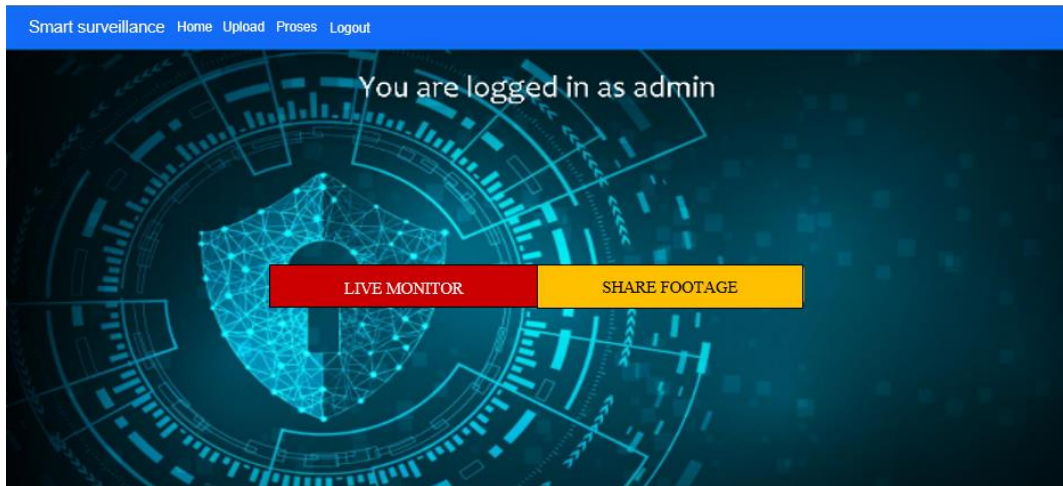 Smart surveillance Home Upload Proses Logout
You are logged in as admin
LIVE MONITOR SHARE FOOTAGE